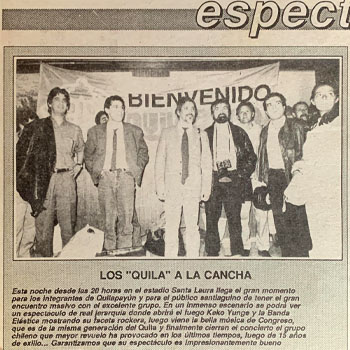 espect
BIENVENIDO
LOS "QUILA" A LA CANCHA
Esta noche desde las 20 horas en el estadio Santa Laura llega el gran momento
para los integrantes de Quilapayún y para el público santiaguino de tener el gran
encuentro masivo con el excelente grupo. En un inmenso escenario se podrá ver
un espectáculo de real jerarquía donde abrirá el fuego Keko Yunge y la Banda
Elástica mostrando su faceta rockera, luego viene la bella música de Congreso,
que es de la misma generación del Quila y finalmente cierran el concierto el grupo
chileno que mayor revuelo ha provocado en los últimos tiempos, luego de 15 años
de exilio... Garantizamos que su espectáculo es impresionantemente bueno